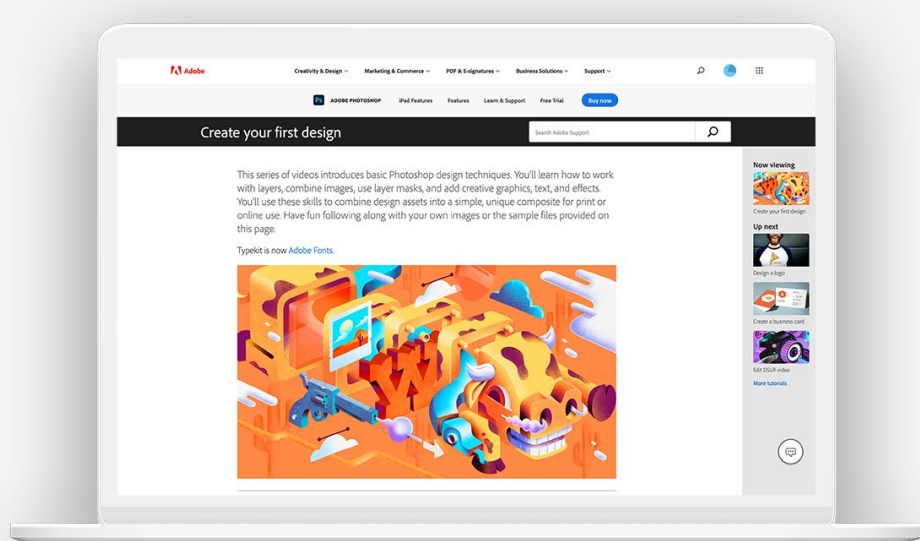 Adobe
Creativity & Design
Marketing & Commerce
PDF & E-signatures
Business Solutions
Support
Ps
ADOBE PHOTOSHOP
iPad Features
Features
Learn & Support
Free Trial
Buy now
Create your first design
Search Adobe Support
This series of videos introduces basic Photoshop design techniques. You'll learn how to work
with layers, combine images, use layer masks, and add creative graphics, text, and effects.
You'll use these skills to combine design assets into a simple, unique composite for print or
online use. Have fun following along with your own images or the sample files provided on
this page.
Typekit is now Adobe Fonts.
W
Now viewing
Create your first design
Up next
Design a logo
Create a business card
Edit DSLR video
More tutorials